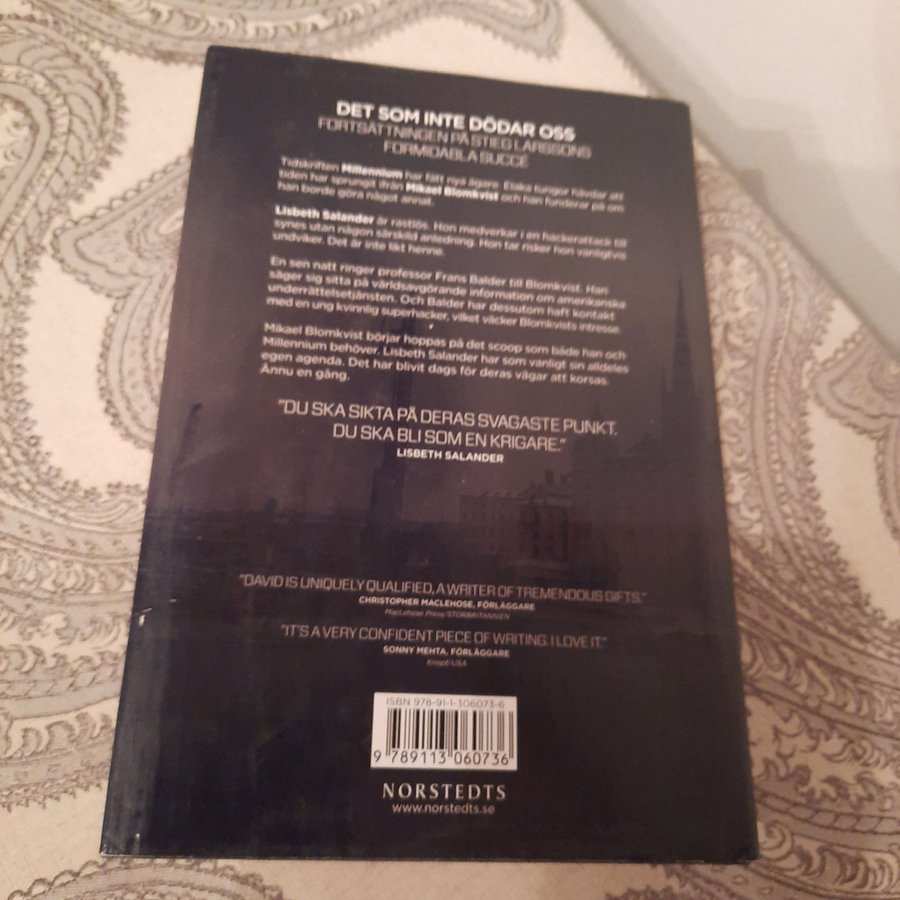 DET SOM INTE DÖDAR OSS
FORTSÄTTNINGEN PÅ STIEG LARSSONS
FORMIDABLA SUCCÉ
Tidskriften Millennium har fått nya ägare. Elaka tungor hävdar att
tiden har sprungit ifrån Mikael Blomkvist och han funderar på om
han borde göra något annat.
Lisbeth Salander är rastlös. Hon medverkar i en hackerattack till
synes utan någon särskild anledning. Hon tar risker hon vanligtvis
undviker. Det är inte likt henne.
En sen natt ringer professor Frans Balder till Blomkvist. Han
säger sig sitta på världsavgörande information om amerikanska
underrättelsetjänsten. Och Balder har dessutom haft kontakt
med en ung kvinnlig superhacker, vilket väcker Blomkvists intresse.
Mikael Blomkvist börjar hoppas på det scoop som både han och
Millennium behöver. Lisbeth Salander har som vanligt sin alldeles
egen agenda. Det har blivit dags för deras vägar att korsas.
Ännu en gång.
"DU SKA SIKTA PÅ DERAS SVAGASTE PUNKT.
DU SKA BLI SOM EN KRIGARE."
LISBETH SALANDER
"DAVID IS UNIQUELY QUALIFIED, A WRITER OF TREMENDOUS GIFTS."
CHRISTOPHER MACLEHOSE, FÖRLÄGGARE
MacLehose Press/STORBRITANNIEN
"IT'S A VERY CONFIDENT PIECE OF WRITING. I LOVE IT."
SONNY MEHTA, FÖRLÄGGARE
Knopf/USA
ISBN 978-91-1-306073-6
9 789113 060736
NORSTEDTS
www.norstedts.se